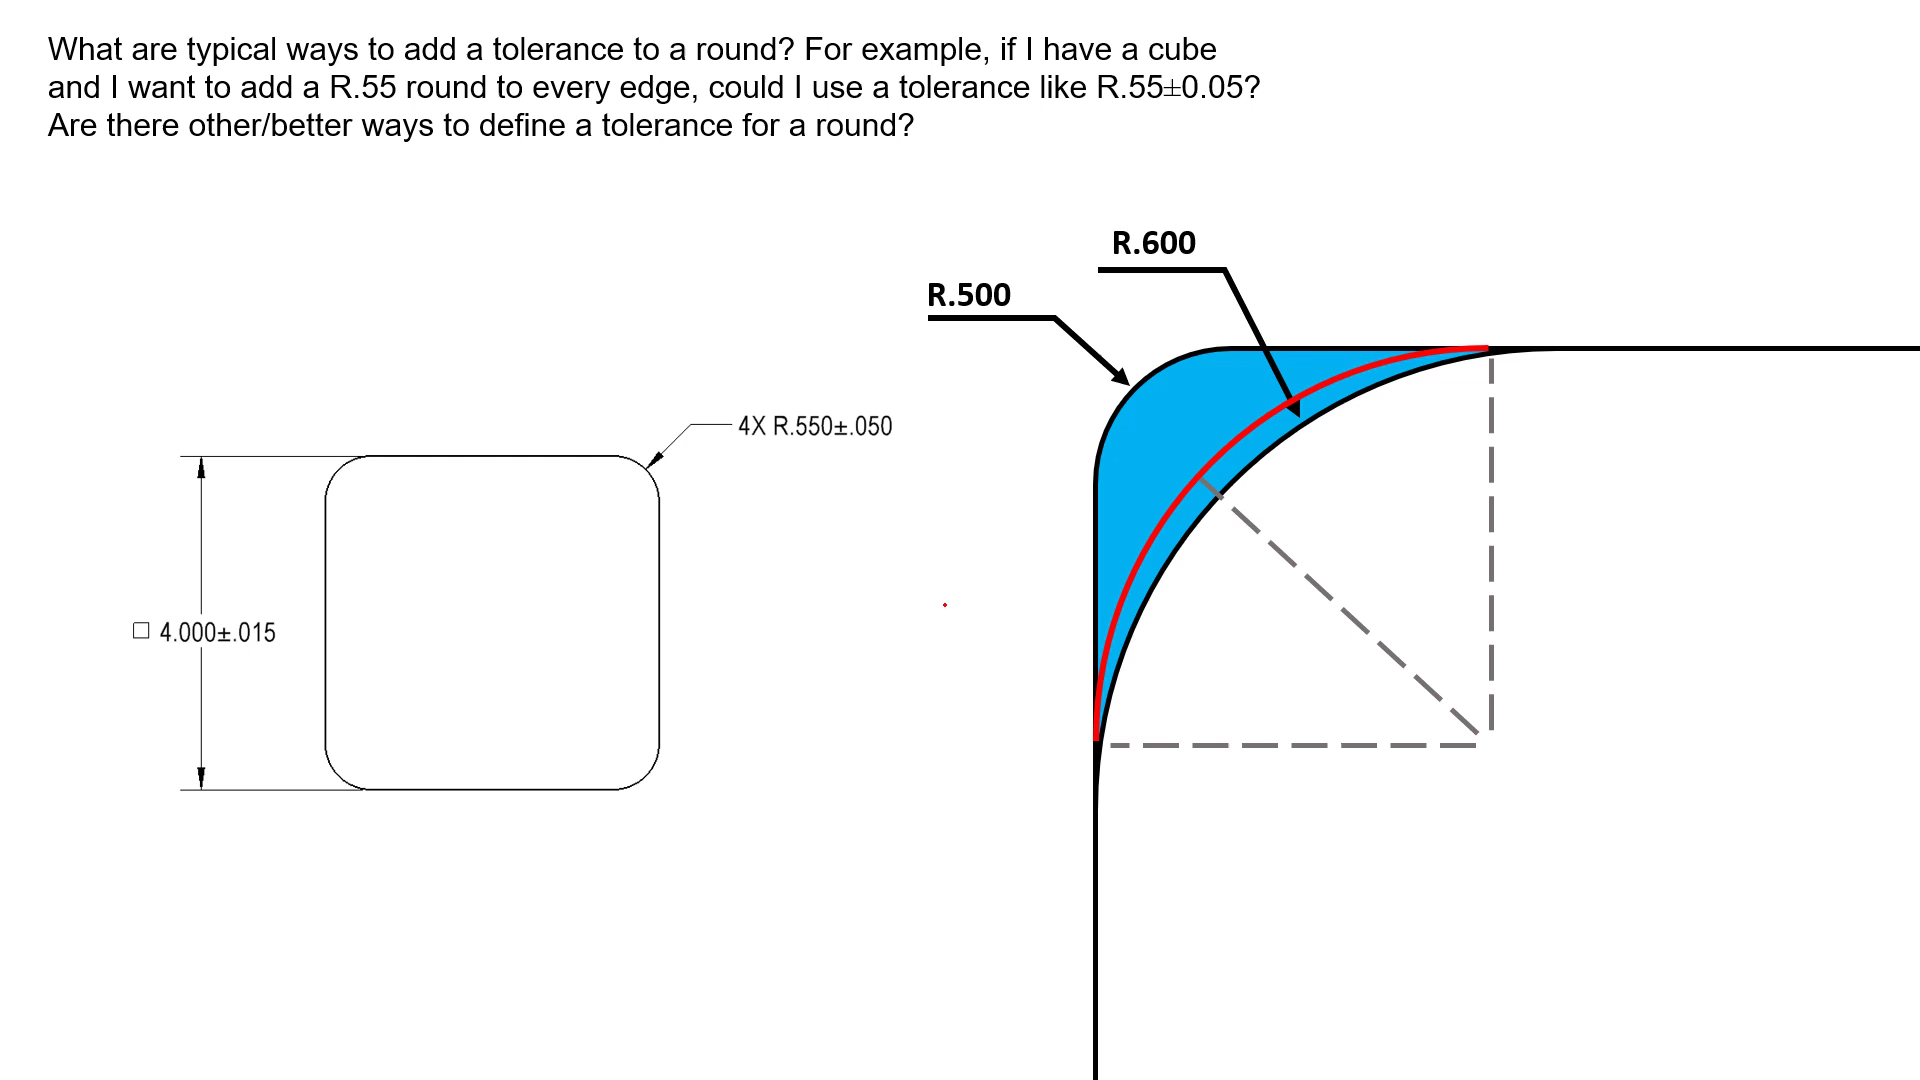 What are typical ways to add a tolerance to a round? For example, if I have a cube
and I want to add a R.55 round to every edge, could I use a tolerance like R.55±0.05?
Are there other/better ways to define a tolerance for a round?
R.600
R.500
4X R.550±.050
□ 4.000±.015